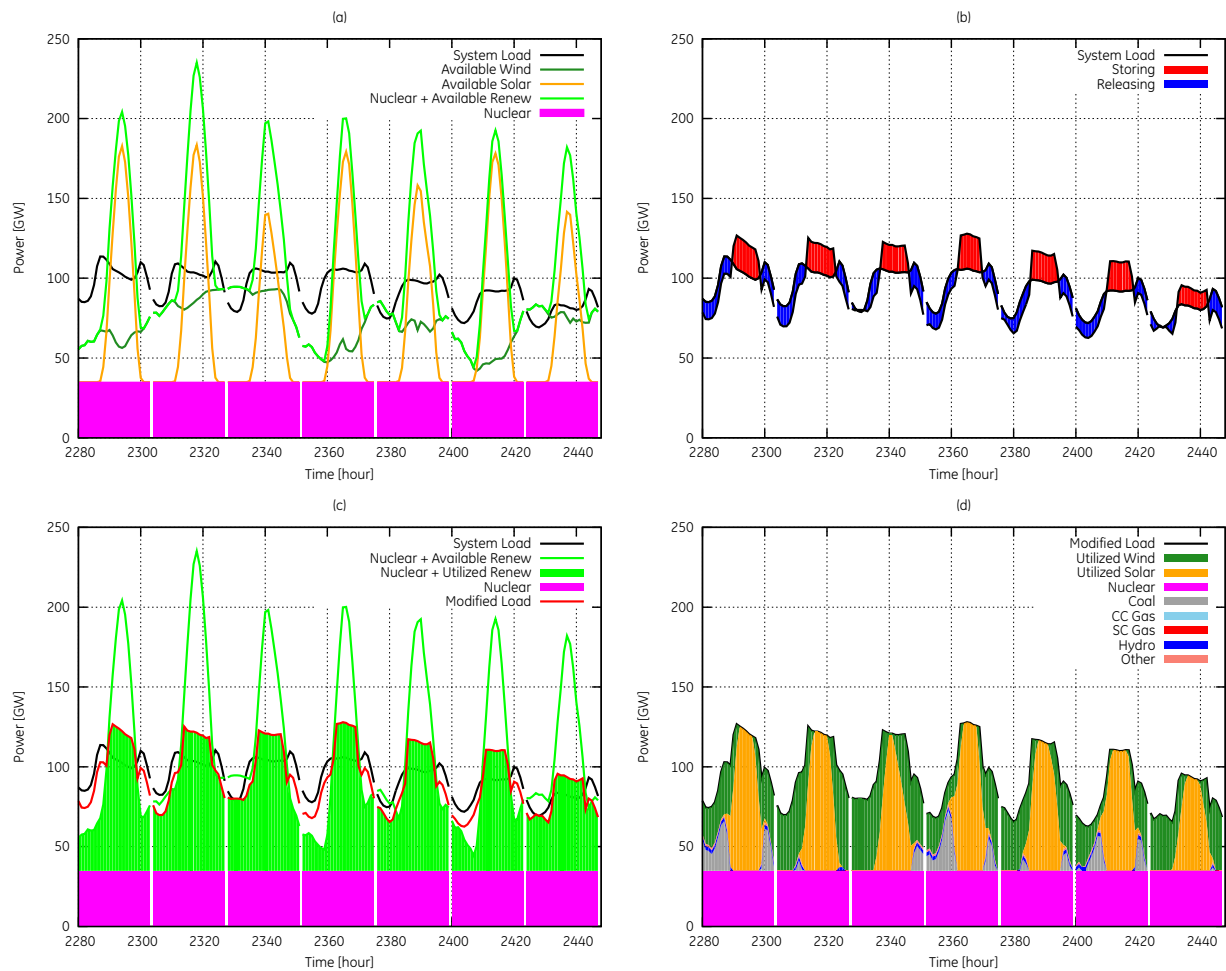 (a)
250
200
150
100
50
0
Power [GW]
System Load
Available Wind
Available Solar
Nuclear + Available Renew
Nuclear
2280 2300 2320 2340 2360 2380 2400 2420 2440
Time [hour]
(b)
250
200
150
100
50
0
Power [GW]
System Load
Storing
Releasing
2280 2300 2320 2340 2360 2380 2400 2420 2440
Time [hour]
(c)
250
200
150
100
50
0
Power [GW]
System Load
Nuclear + Available Renew
Nuclear + Utilized Renew
Nuclear
Modified Load
2280 2300 2320 2340 2360 2380 2400 2420 2440
Time [hour]
(d)
250
200
150
100
50
0
Power [GW]
Modified Load
Utilized Wind
Utilized Solar
Nuclear
Coal
CC Gas
SC Gas
Hydro
Other
2280 2300 2320 2340 2360 2380 2400 2420 2440
Time [hour]